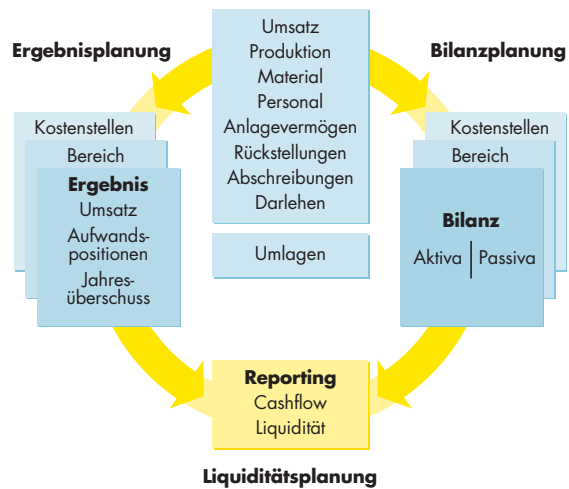 Ergebnisplanung
Bilanzplanung
Umsatz
Produktion
Material
Personal
Anlagevermögen
Rückstellungen
Abschreibungen
Darlehen
Umlagen
Kostenstellen
Bereich
Ergebnis
Umsatz
Aufwands-
positionen
Jahres-
überschuss
Kostenstellen
Bereich
Bilanz
Aktiva | Passiva
Reporting
Cashflow
Liquidität
Liquiditätsplanung